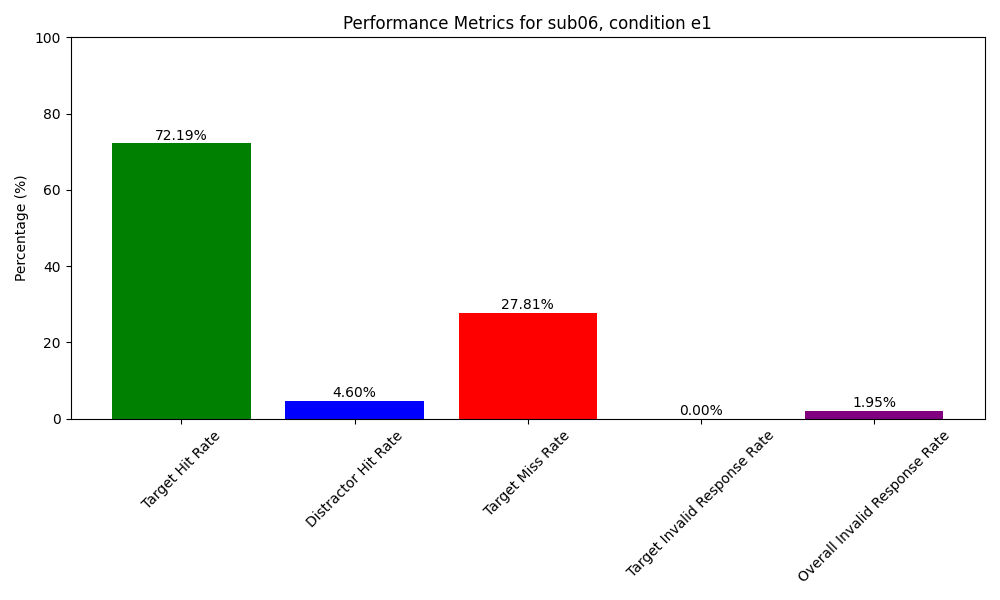 Performance Metrics for sub06, condition e1
Percentage (%)
100
80
60
40
20
0
72.19%
4.60%
27.81%
0.00%
1.95%
Target Hit Rate
Distractor Hit Rate
Target Miss Rate
Target Invalid Response Rate
Overall Invalid Response Rate